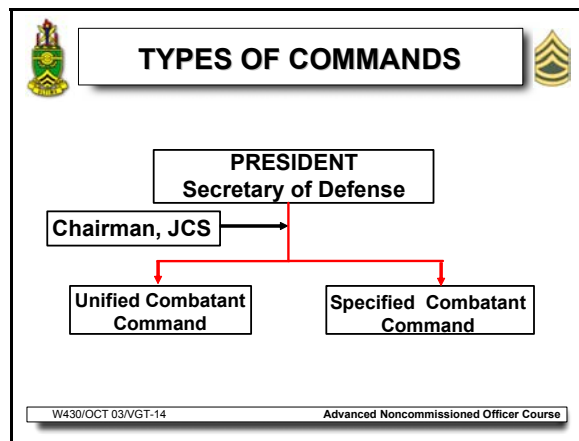 TYPES OF COMMANDS
PRESIDENT
Secretary of Defense
Chairman, JCS
Unified Combatant
Command
Specified Combatant
Command
W430/OCT 03/VGT-14
Advanced Noncommissioned Officer Course